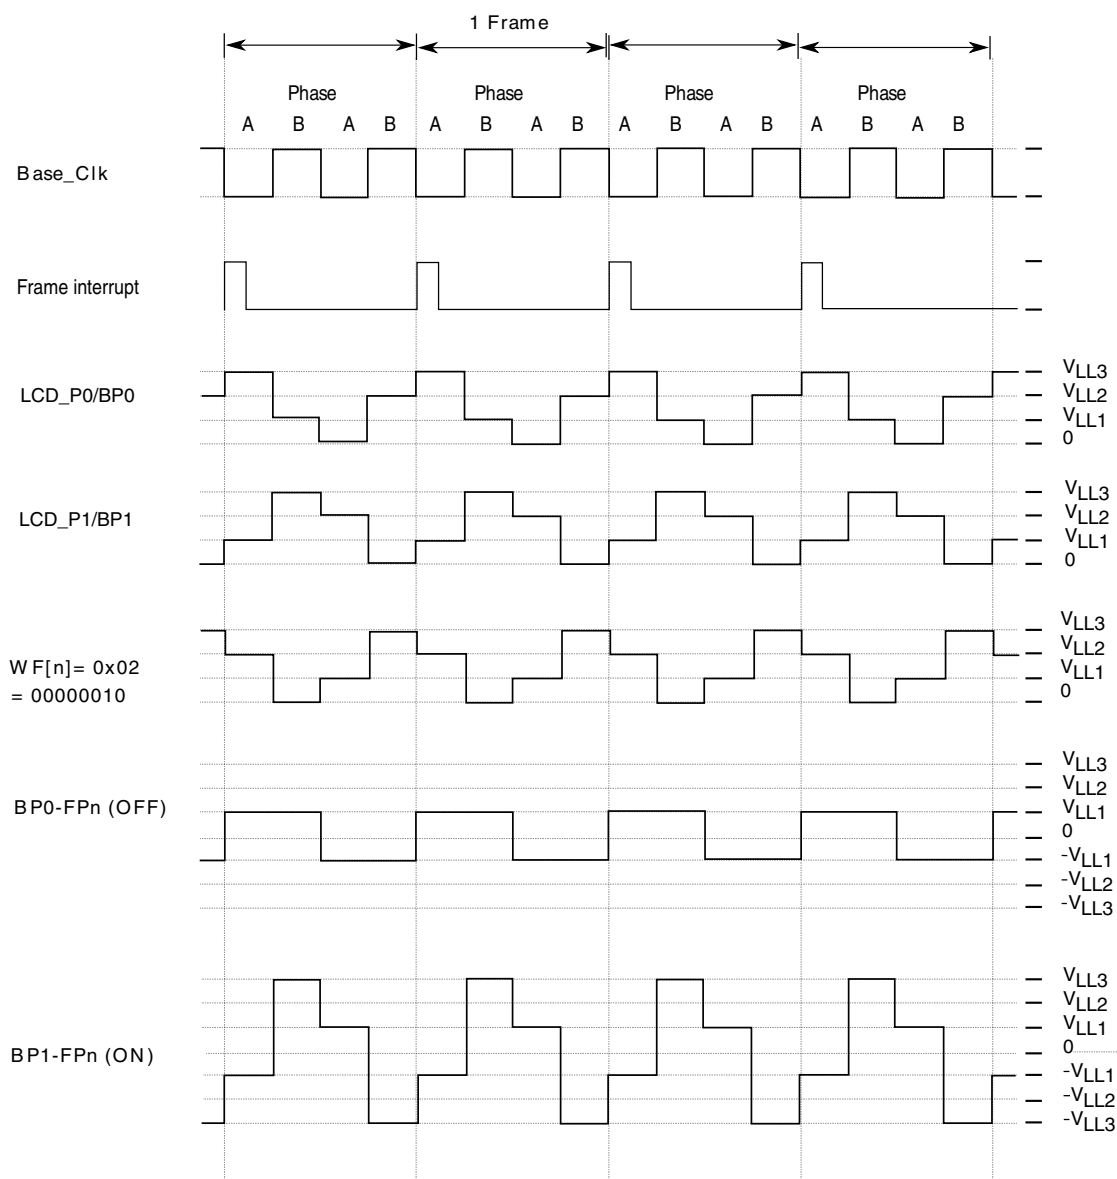 1 Frame
Phase Phase Phase Phase
A B A B A B A B A B A B A B A B
Base_Clk
Frame interrupt
LCD_P0/BP0
VLL3
VLL2
VLL1
0
LCD_P1/BP1
VLL3
VLL2
VLL1
0
WF[n]= 0x02
= 00000010
VLL3
VLL2
VLL1
0
BP0-FPn (OFF)
VLL3
VLL2
VLL1
0
-VLL1
-VLL2
-VLL3
BP1-FPn (ON)
VLL3
VLL2
VLL1
0
-VLL1
-VLL2
-VLL3